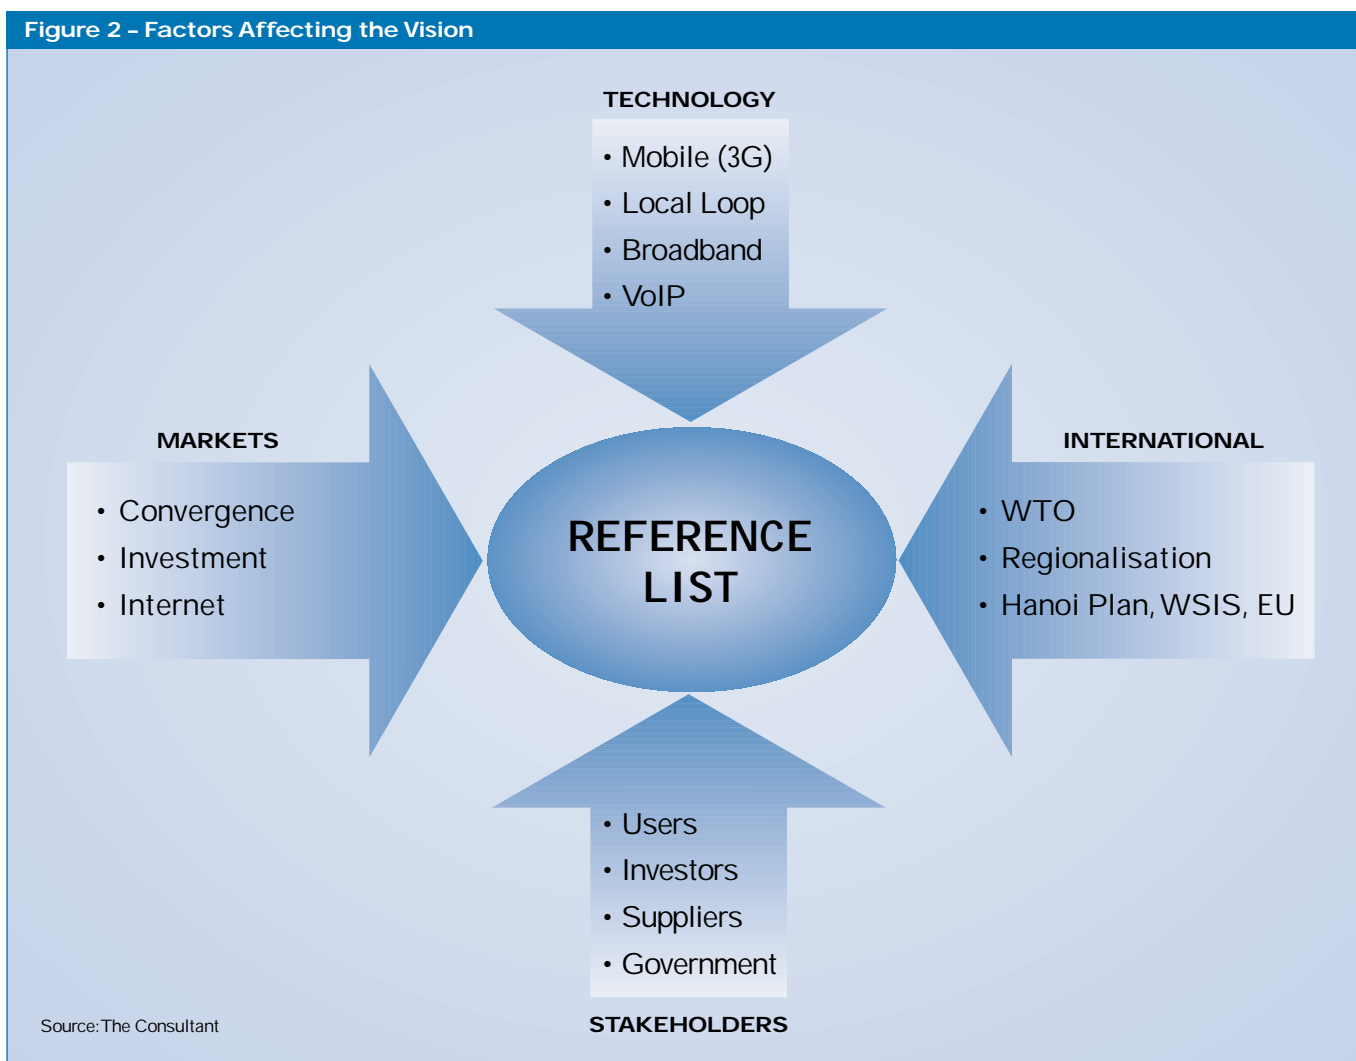 Figure 2 – Factors Affecting the Vision
TECHNOLOGY
• Mobile (3G)
• Local Loop
• Broadband
• VoIP
MARKETS
• Convergence
• Investment
• Internet
REFERENCE
LIST
INTERNATIONAL
• WTO
• Regionalisation
• Hanoi Plan, WSIS, EU
• Users
• Investors
• Suppliers
• Government
STAKEHOLDERS
Source: The Consultant